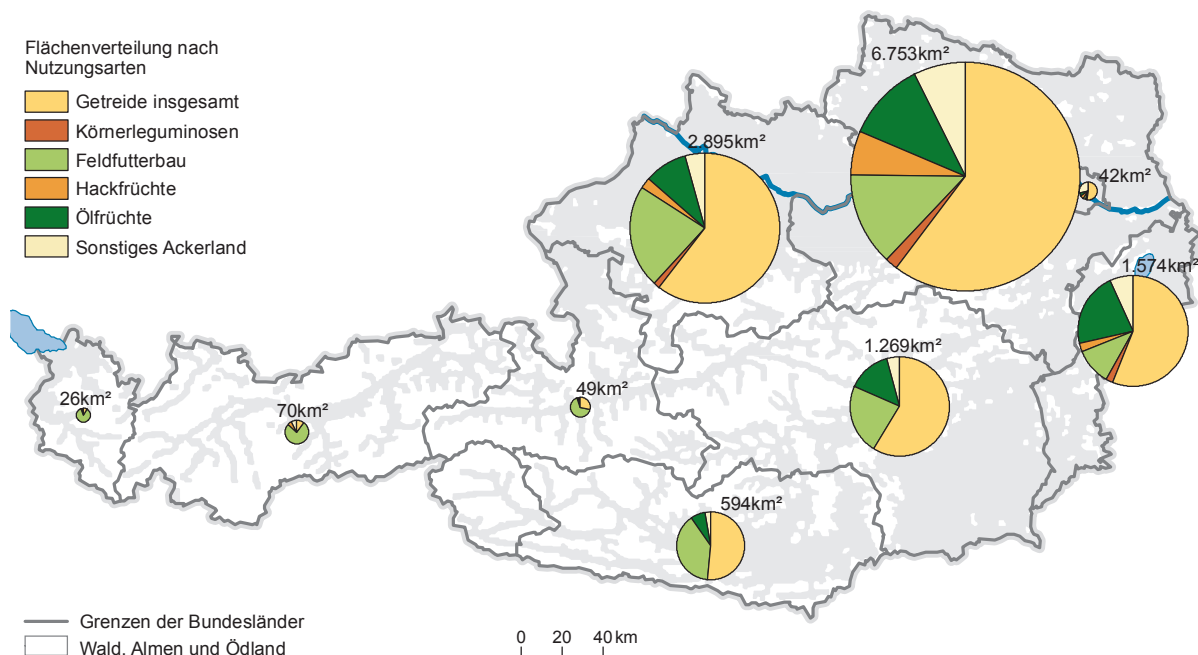 Flächenverteilung nach
Nutzungsarten
Getreide insgesamt
Körnerleguminosen
Feldfutterbau
Hackfrüchte
Ölfrüchte
Sonstiges Ackerland
6.753km²
2.895km²
42km²
1.574km²
1.269km²
49km²
26km²
70km²
594km²
Grenzen der Bundesländer
Wald, Almen und Ödland
0 20 40 km